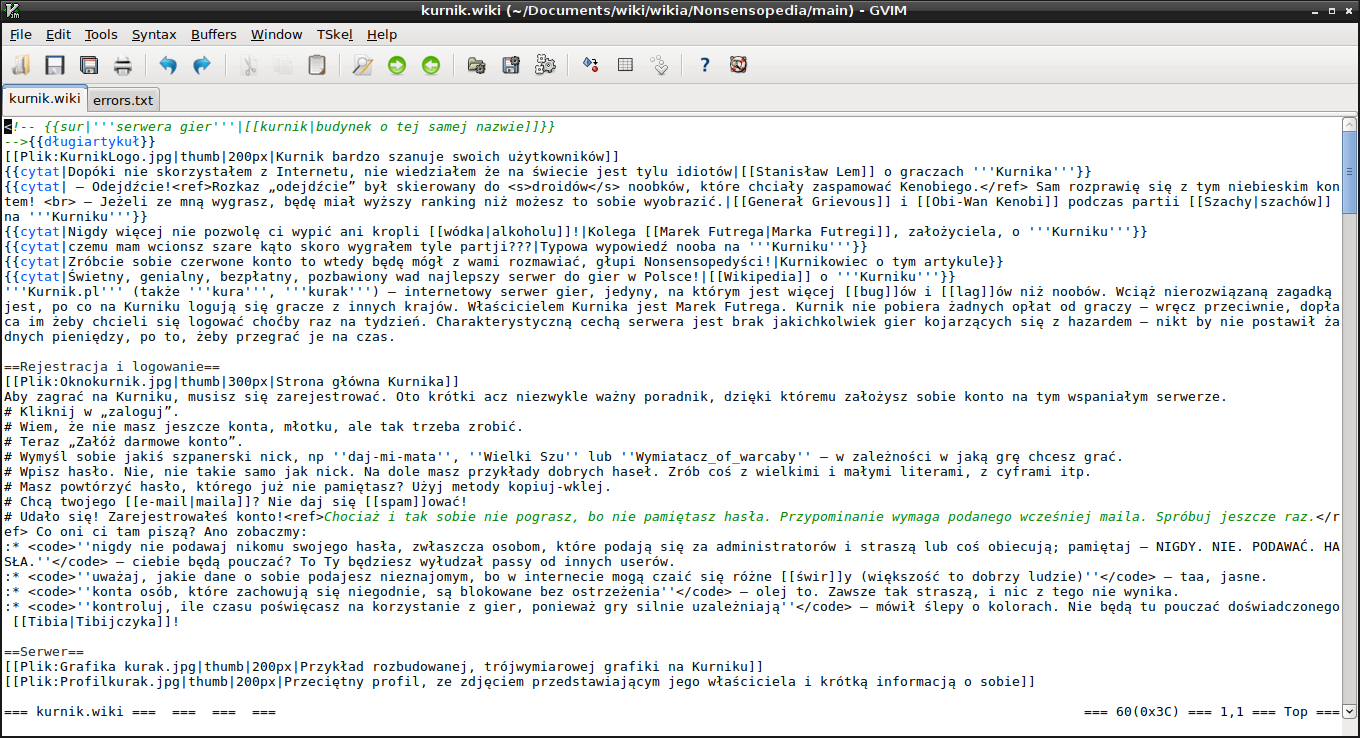 kurnik.wiki (~/Documents/wiki/wikia/Nonsensopedia/main) - GVIM
File Edit Tools Syntax Buffers Window TSkel Help
kurnik.wiki errors.txt
<!-- {{sur|'''serwera gier'''|[[kurnik|budynek o tej samej nazwie]]}}
-->{{długiartykuł}}
[[Plik:KurnikLogo.jpg|thumb|200px|Kurnik bardzo szanuje swoich użytkowników]]
{{cytat|Dopóki nie skorzystałem z Internetu, nie wiedziałem że na świecie jest tylu idiotów|[[Stanisław Lem]] o graczach '''Kurnika'''}}
{{cytat| – Odejdźcie!<ref>Rozkaz „odejdźcie” był skierowany do <s>droidów</s> noobków, które chciały zaspamować Kenobiego.</ref> Sam rozprawię się z tym niebieskim kon
tem! <br> – Jeżeli ze mną wygrasz, będę miał wyższy ranking niż możesz to sobie wyobrazić.|[[Generał Grievous]] i [[Obi-Wan Kenobi]] podczas partii [[Szachy|szachów]]
na '''Kurniku'''}}
{{cytat|Nigdy więcej nie pozwolę ci wypić ani kropli [[wódka|alkoholu]]!|Kolega [[Marek Futrega|Marka Futregi]], założyciela, o '''Kurniku'''}}
{{cytat|czemu mam wcionsz szare kąto skoro wygrałem tyle partji???|Typowa wypowiedź nooba na '''Kurniku'''}}
{{cytat|Zróbcie sobie czerwone konto to wtedy będę mógł z wami rozmawiać, głupi Nonsensopedyści!|Kurnikowiec o tym artykule}}
{{cytat|Świetny, genialny, bezpłatny, pozbawiony wad najlepszy serwer do gier w Polsce!|[[Wikipedia]] o '''Kurniku'''}}
'''Kurnik.pl''' (także '''kura''', '''kurak''') – internetowy serwer gier, jedyny, na którym jest więcej [[bug]]ów i [[lag]]ów niż noobów. Wciąż nierozwiązaną zagadką
jest, po co na Kurniku logują się gracze z innych krajów. Właścicielem Kurnika jest Marek Futrega. Kurnik nie pobiera żadnych opłat od graczy – wręcz przeciwnie, dopła
ca im żeby chcieli się logować choćby raz na tydzień. Charakterystyczną cechą serwera jest brak jakichkolwiek gier kojarzących się z hazardem – nikt by nie postawił ża
dnych pieniędzy, po to, żeby przegrać je na czas.
==Rejestracja i logowanie==
[[Plik:Oknokurnik.jpg|thumb|300px|Strona główna Kurnika]]
Aby zagrać na Kurniku, musisz się zarejestrować. Oto krótki acz niezwykle ważny poradnik, dzięki któremu założysz sobie konto na tym wspaniałym serwerze.
# Kliknij w „zaloguj”.
# Wiem, że nie masz jeszcze konta, młotku, ale tak trzeba zrobić.
# Teraz „Załóż darmowe konto”.
# Wymyśl sobie jakiś szpanerski nick, np ''daj-mi-mata'', ''Wielki Szu'' lub ''Wymiatacz_of_warcaby'' – w zależności w jaką grę chcesz grać.
# Wpisz hasło. Nie, nie takie samo jak nick. Na dole masz przykłady dobrych haseł. Zrób coś z wielkimi i małymi literami, z cyframi itp.
# Masz powtórzyć hasło, którego już nie pamiętasz? Użyj metody kopiuj-wklej.
# Chcą twojego [[e-mail|maila]]? Nie daj się [[spam]]ować!
# Udało się! Zarejestrowałeś konto!<ref>Chociaż i tak sobie nie pograsz, bo nie pamiętasz hasła. Przypominanie wymaga podanego wcześniej maila. Spróbuj jeszcze raz.</r
ef> Co oni ci tam piszą? Ano zobaczmy:
:* <code>''nigdy nie podawaj nikomu swojego hasła, zwłaszcza osobom, które podają się za administratorów i straszą lub coś obiecują; pamiętaj – NIGDY. NIE. PODAWAĆ. HA
SŁA.''</code> – ciebie będą pouczać? To Ty będziesz wyłudzał passy od innych userów.
:* <code>''uważaj, jakie dane o sobie podajesz nieznajomym, bo w internecie mogą czaić się różne [[świr]]y (większość to dobrzy ludzie)''</code> – taa, jasne.
:* <code>''konta osób, które zachowują się niegodnie, są blokowane bez ostrzeżenia''</code> – olej to. Zawsze tak straszą, i nic z tego nie wynika.
:* <code>''kontroluj, ile czasu poświęcasz na korzystanie z gier, ponieważ gry silnie uzależniają''</code> – mówił ślepy o kolorach. Nie będą tu pouczać doświadczonego
[[Tibia|Tibijczyka]]!
==Serwer==
[[Plik:Grafika kurak.jpg|thumb|200px|Przykład rozbudowanej, trójwymiarowej grafiki na Kurniku]]
[[Plik:Profilkurak.jpg|thumb|200px|Przeciętny profil, ze zdjęciem przedstawiającym jego właściciela i krótką informacją o sobie]]
=== kurnik.wiki === === === === === 60(0x3C) === 1,1 === Top ===